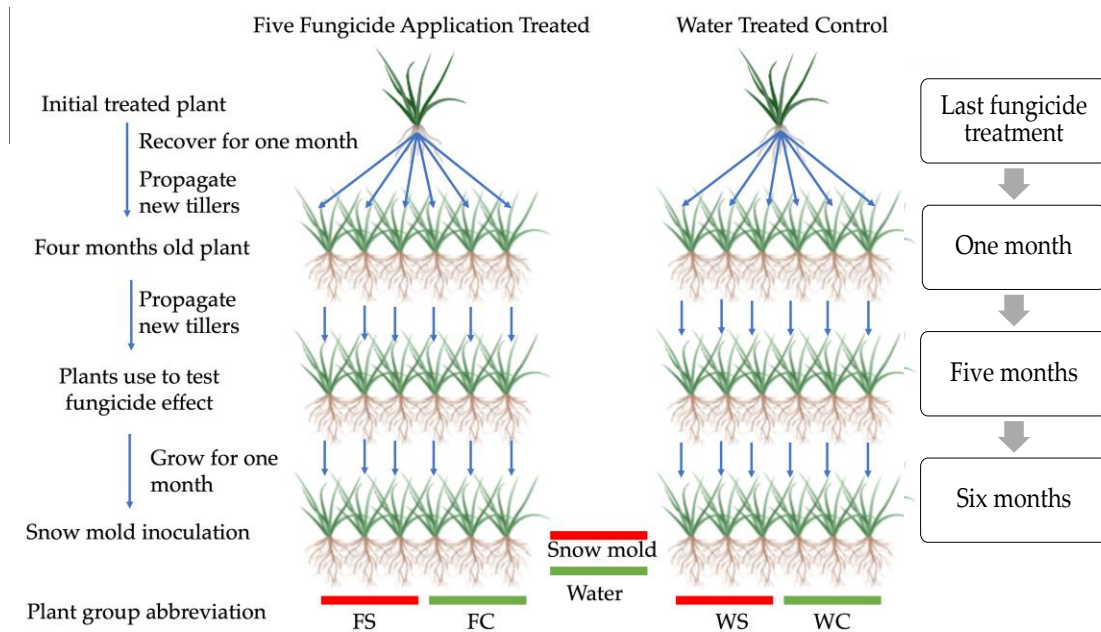 Five Fungicide Application Treated
Water Treated Control
Initial treated plant
Recover for one month
Propagate
new tillers
Four months old plant
Propagate
new tillers
Plants use to test
fungicide effect
Grow for one
month
Snow mold inoculation
Snow mold
Water
Plant group abbreviation
FS
FC
WS
WC
Last fungicide
treatment
One month
Five months
Six months